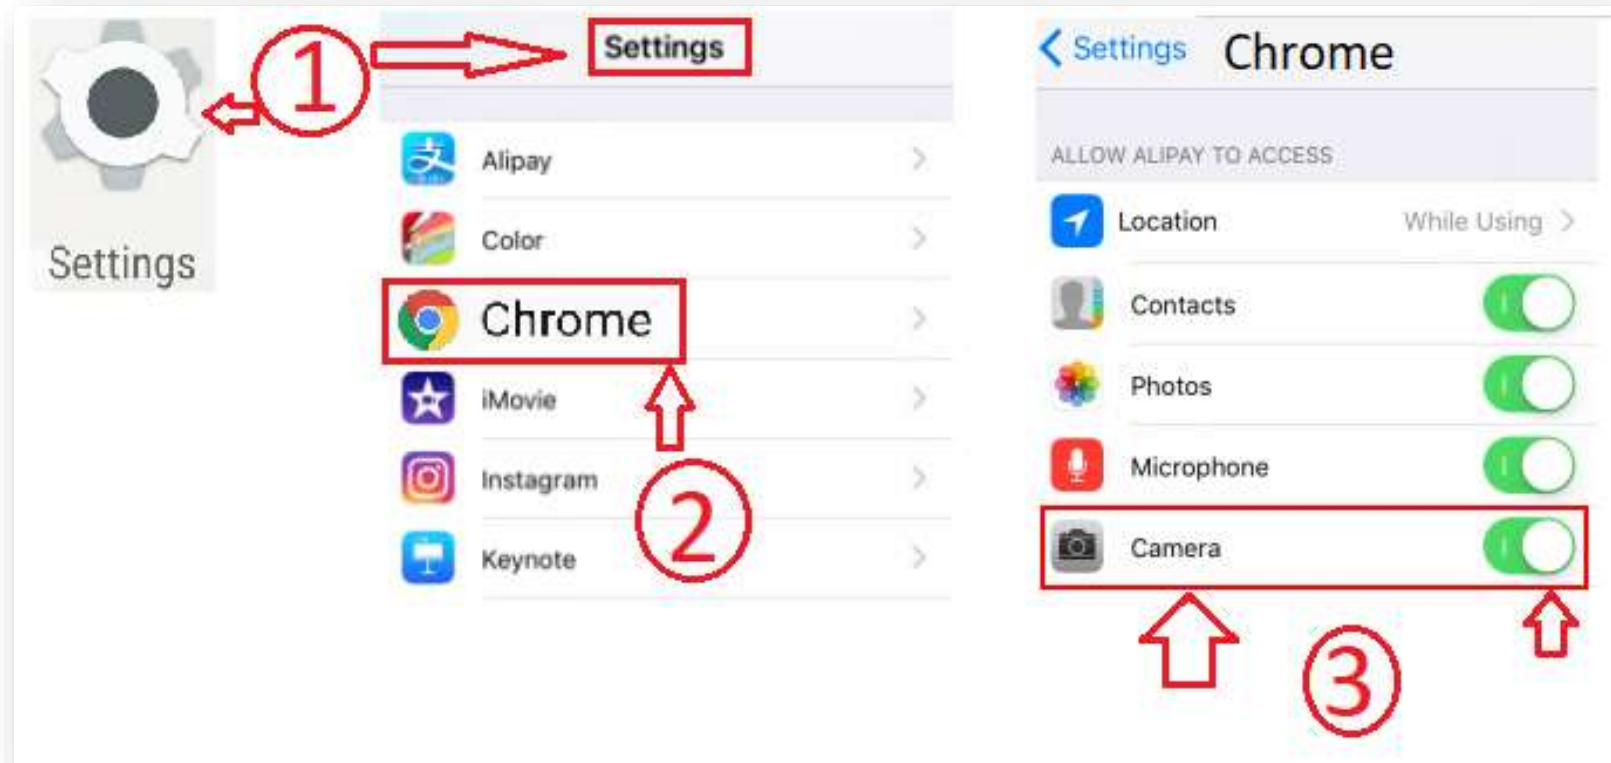 Settings
1
Settings
Alipay
Color
Chrome
iMovie
Instagram
Keynote
2
Settings Chrome
ALLOW ALIPAY TO ACCESS
Location While Using
Contacts
Photos
Microphone
Camera
3